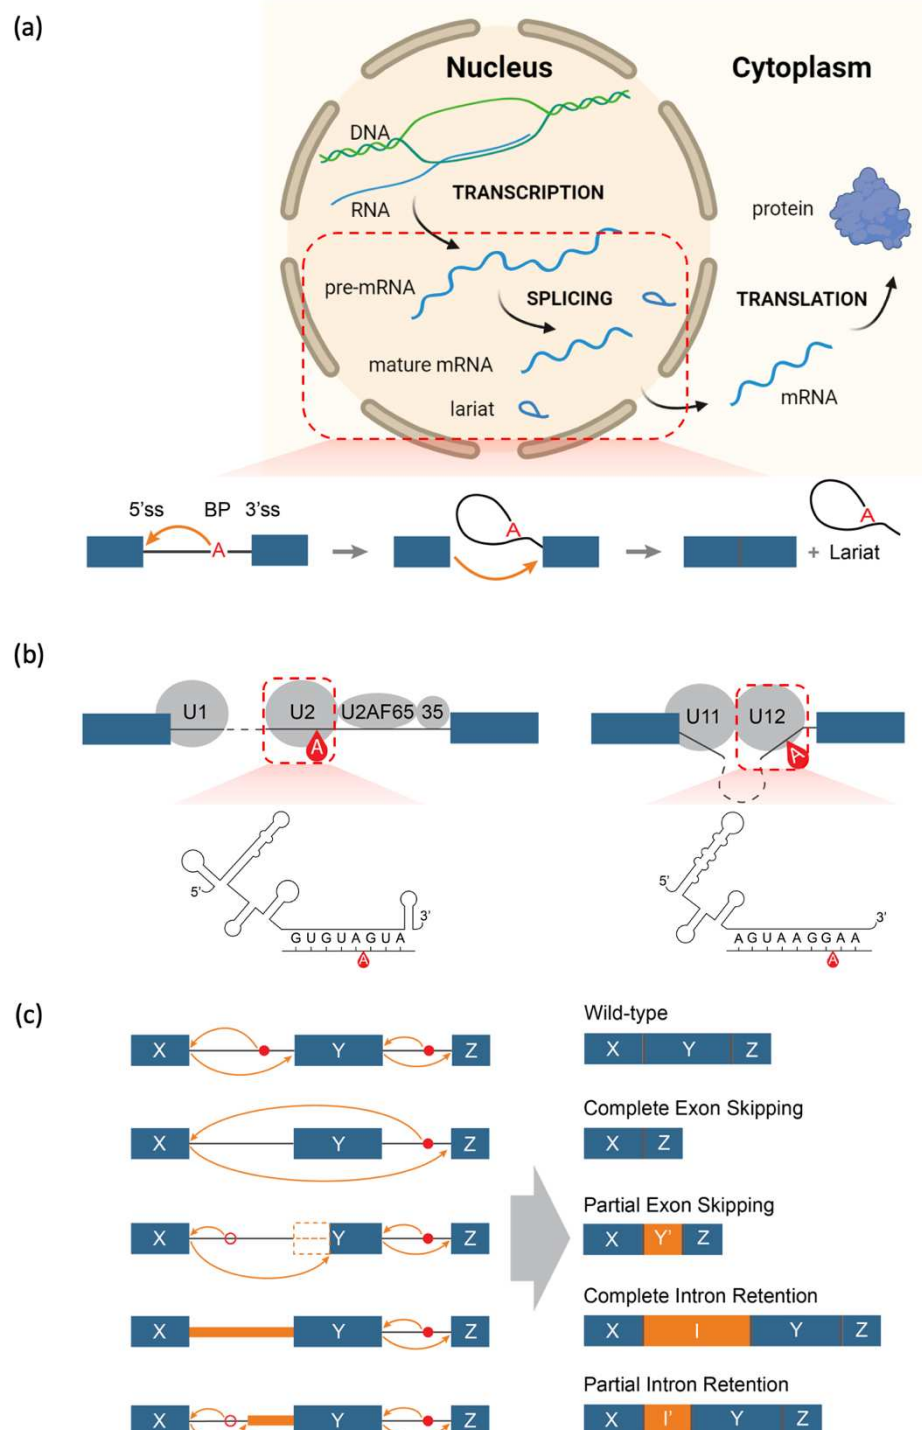 (a)
Nucleus
Cytoplasm
DNA
RNA
TRANSCRIPTION
protein
pre-mRNA
SPLICING
TRANSLATION
mature mRNA
mRNA
lariat
5'ss BP 3'ss
A
A
A
+ Lariat
(b)
U1 U2 U2AF65 35
A
U11 U12
A
5'
3'
G U G U A G U A
A
5'
3'
A G U A A G G A A
A
(c)
X Y Z
Wild-type
X Y Z
X Y Z
Complete Exon Skipping
X Z
X Y Z
Partial Exon Skipping
X Y' Z
X Y Z
Complete Intron Retention
X I Y Z
X Y Z
Partial Intron Retention
X I' Y Z